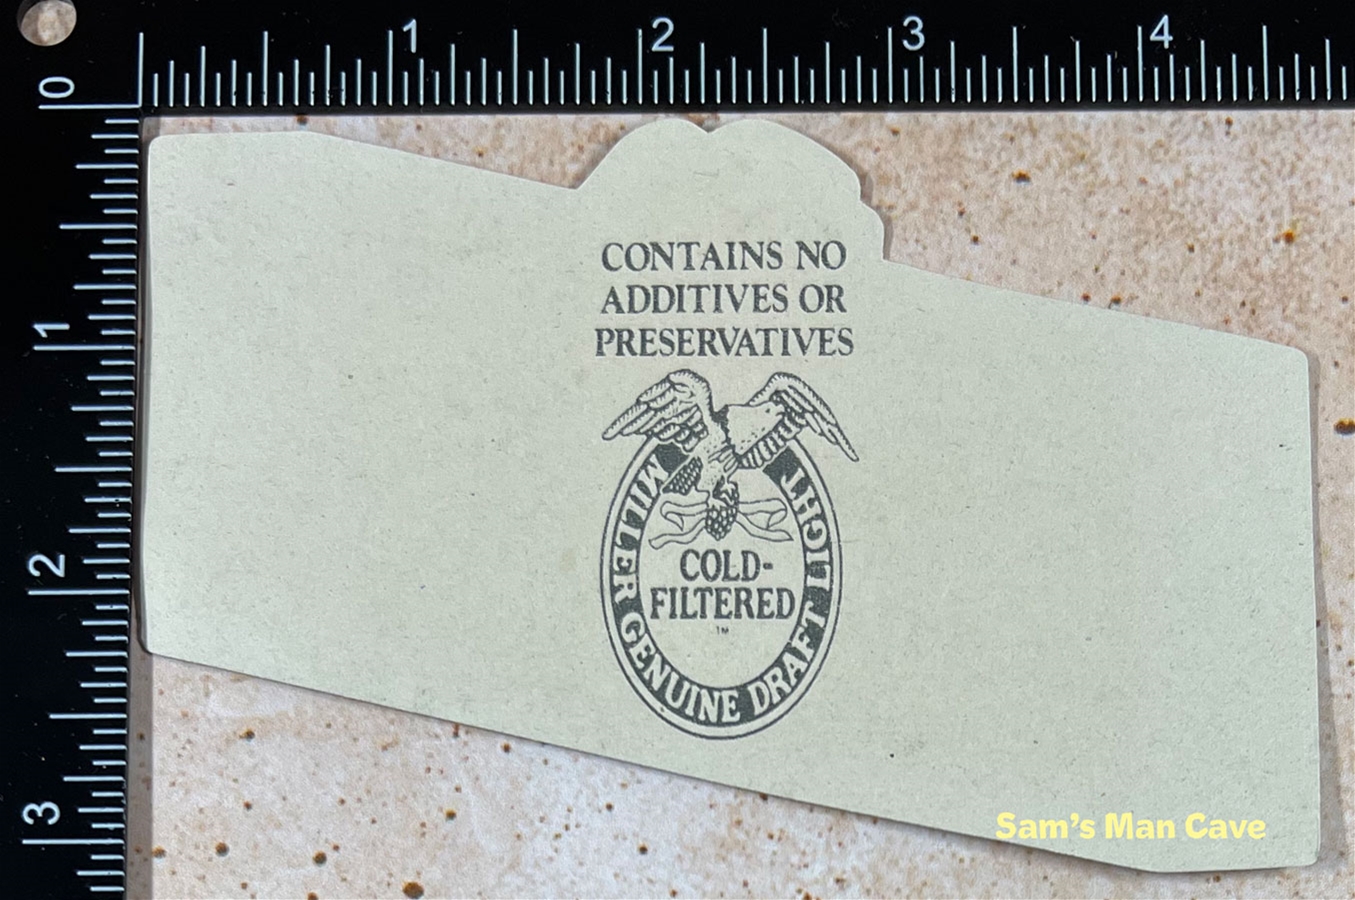 1 2 3 4
0
1
2
3
CONTAINS NO
ADDITIVES OR
PRESERVATIVES
MILLER GENUINE DRAFT LIGHT
COLD-
FILTERED
TM
Sam's Man Cave